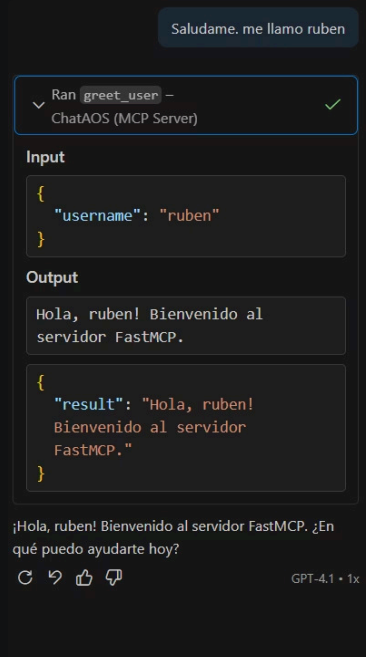 Saludame. me llamo ruben
Ran greet_user –
ChatAOS (MCP Server)
Input
{
"username": "ruben"
}
Output
Hola, ruben! Bienvenido al
servidor FastMCP.
{
"result": "Hola, ruben!
Bienvenido al servidor
FastMCP."
}
¡Hola, ruben! Bienvenido al servidor FastMCP. ¿En
qué puedo ayudarte hoy?
GPT-4.1 • 1x